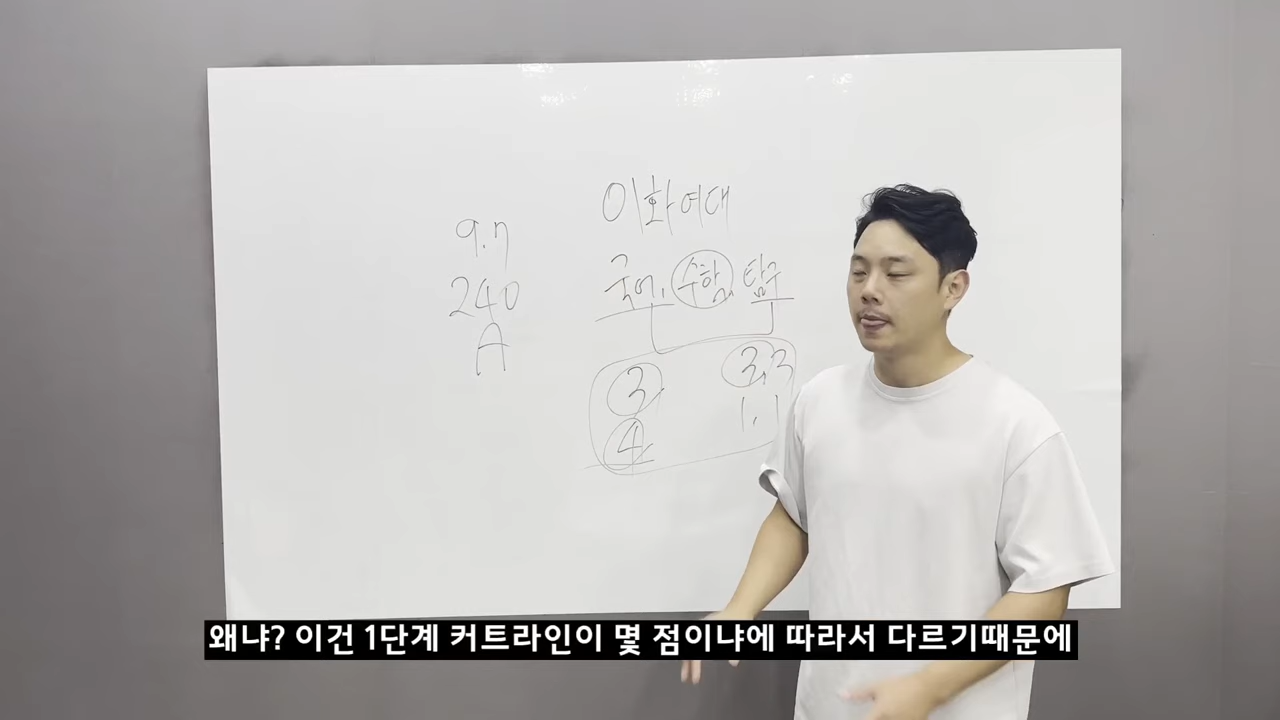 9.7
240
A
이화여대
국어, 수학, 탐구
3, 3, 3
4, 1, 1
왜냐? 이건 1단계 커트라인이 몇 점이냐에 따라서 다르기때문에